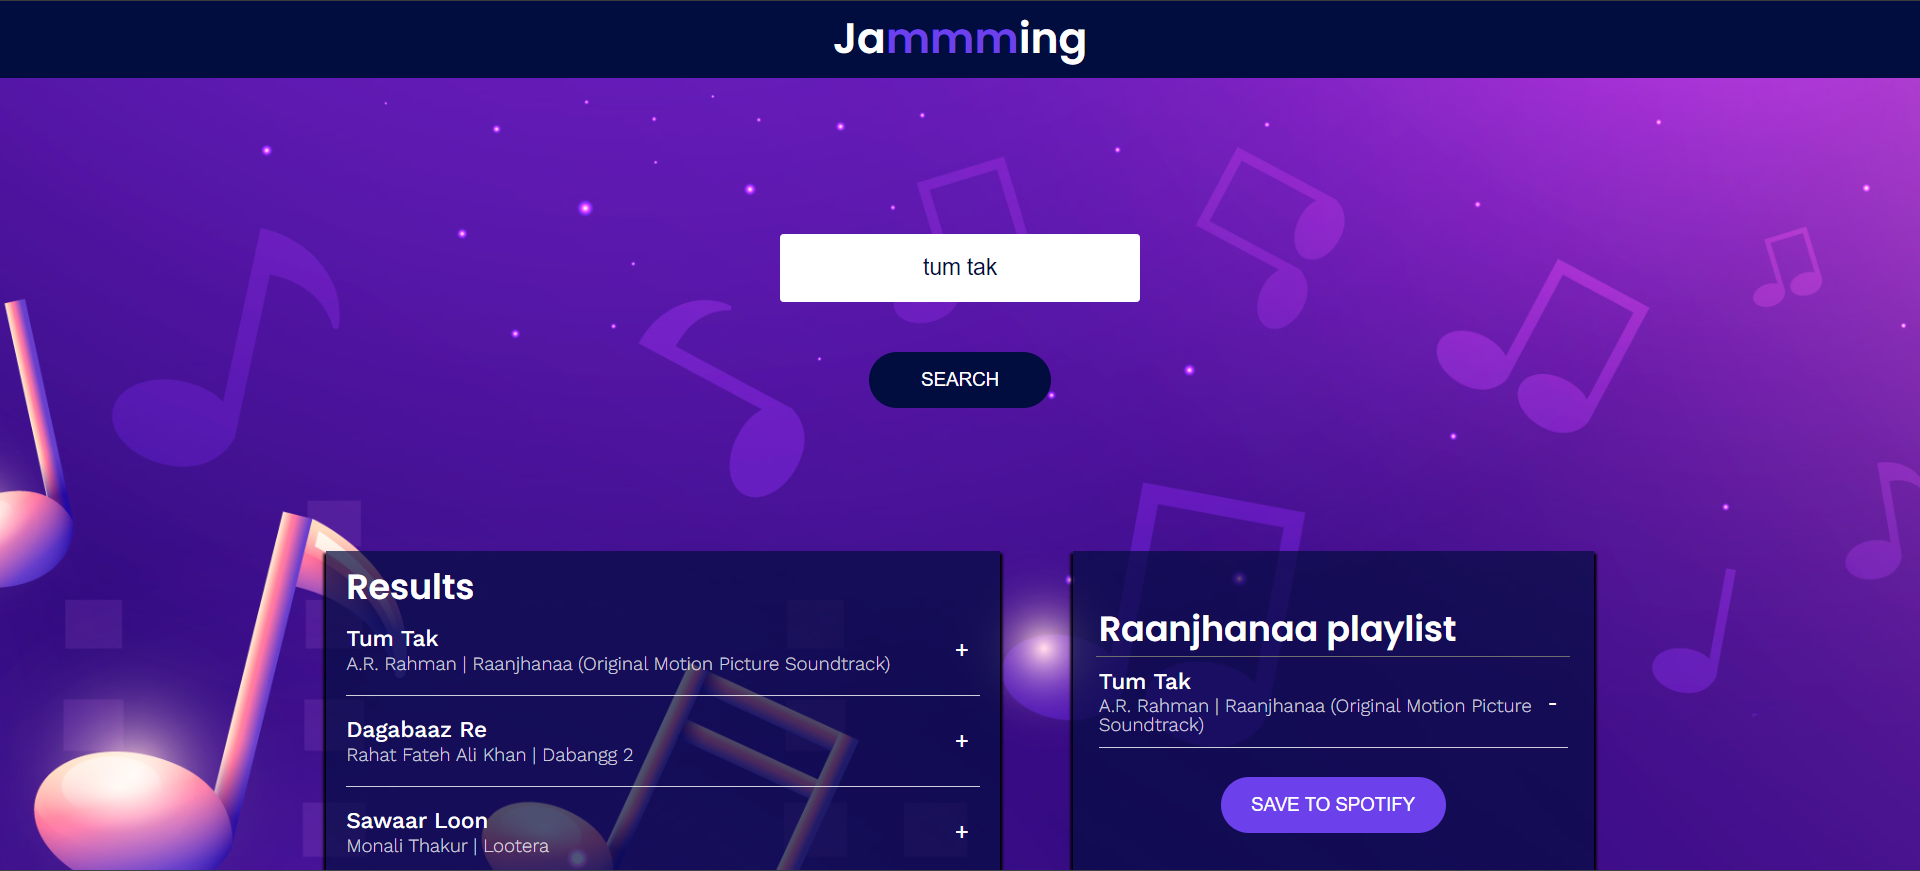 Jammming
tum tak
SEARCH
Results
Tum Tak
A.R. Rahman | Raanjhanaa (Original Motion Picture Soundtrack)
+
Dagabaaz Re
Rahat Fateh Ali Khan | Dabangg 2
+
Sawaar Loon
Monali Thakur | Lootera
+
Raanjhanaa playlist
Tum Tak
A.R. Rahman | Raanjhanaa (Original Motion Picture
Soundtrack)
-
SAVE TO SPOTIFY